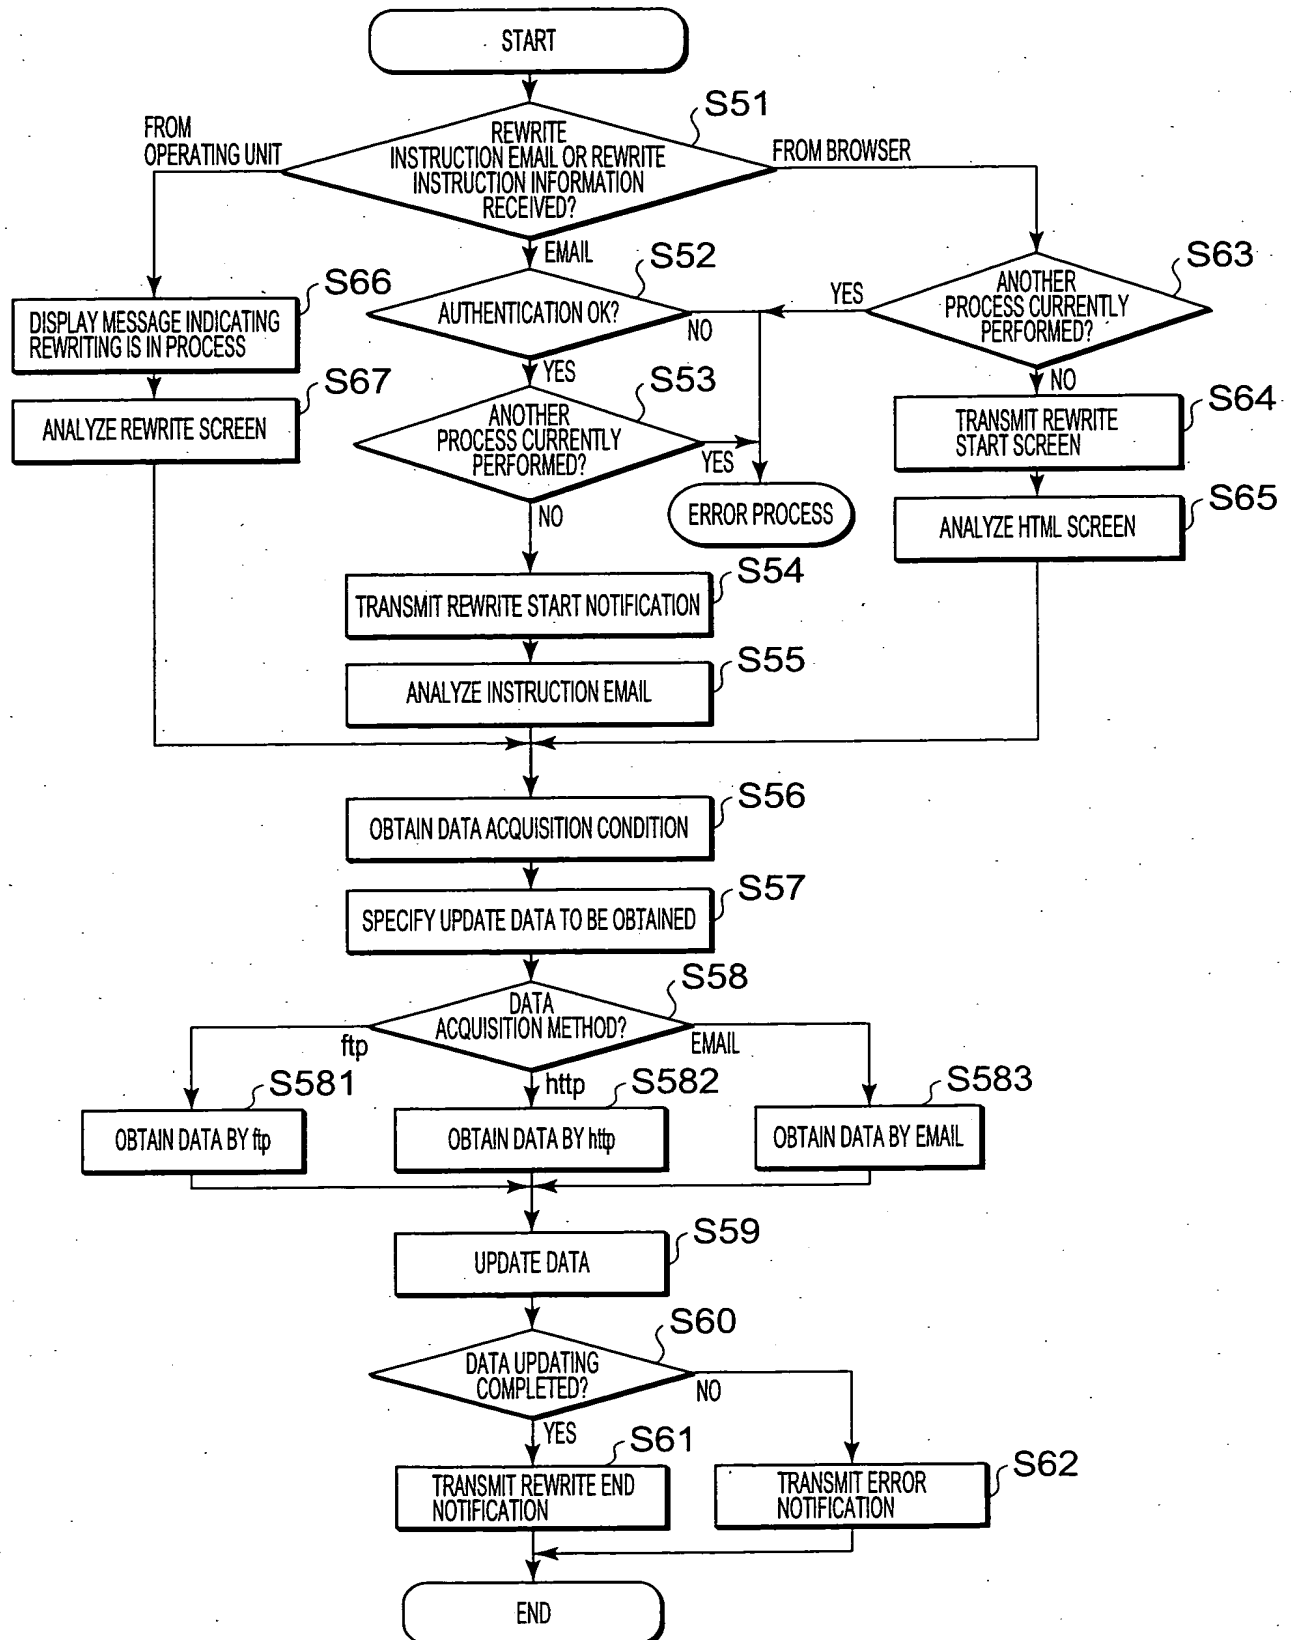 START
S51
FROM
OPERATING UNIT
REWRITE
INSTRUCTION EMAIL OR REWRITE
INSTRUCTION INFORMATION
RECEIVED?
FROM BROWSER
EMAIL
S52
AUTHENTICATION OK?
NO
YES
S63
ANOTHER
PROCESS CURRENTLY
PERFORMED?
YES
NO
S66
DISPLAY MESSAGE INDICATING
REWRITING IS IN PROCESS
S67
ANALYZE REWRITE SCREEN
S53
ANOTHER
PROCESS CURRENTLY
PERFORMED?
YES
NO
ERROR PROCESS
S64
TRANSMIT REWRITE
START SCREEN
S65
ANALYZE HTML SCREEN
S54
TRANSMIT REWRITE START NOTIFICATION
S55
ANALYZE INSTRUCTION EMAIL
S56
OBTAIN DATA ACQUISITION CONDITION
S57
SPECIFY UPDATE DATA TO BE OBTAINED
S58
DATA
ACQUISITION METHOD?
ftp
http
EMAIL
S581
OBTAIN DATA BY ftp
S582
OBTAIN DATA BY http
S583
OBTAIN DATA BY EMAIL
S59
UPDATE DATA
S60
DATA UPDATING
COMPLETED?
NO
YES
S61
TRANSMIT REWRITE END
NOTIFICATION
S62
TRANSMIT ERROR
NOTIFICATION
END